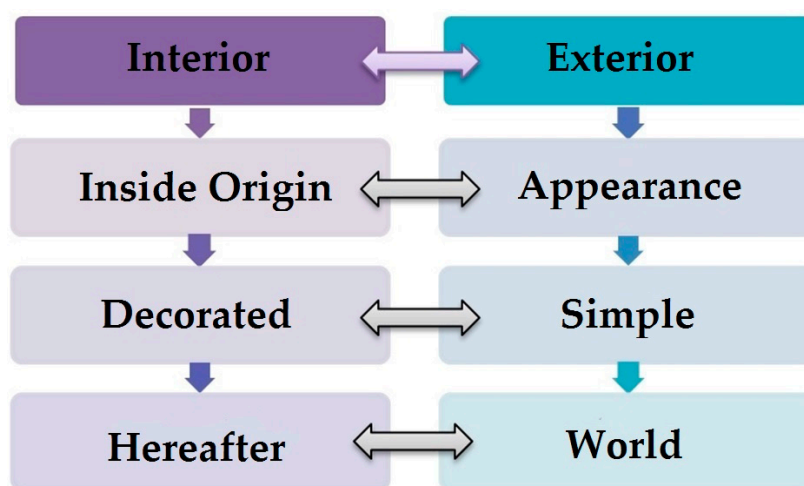 Interior
Exterior
Inside Origin
Appearance
Decorated
Simple
Hereafter
World